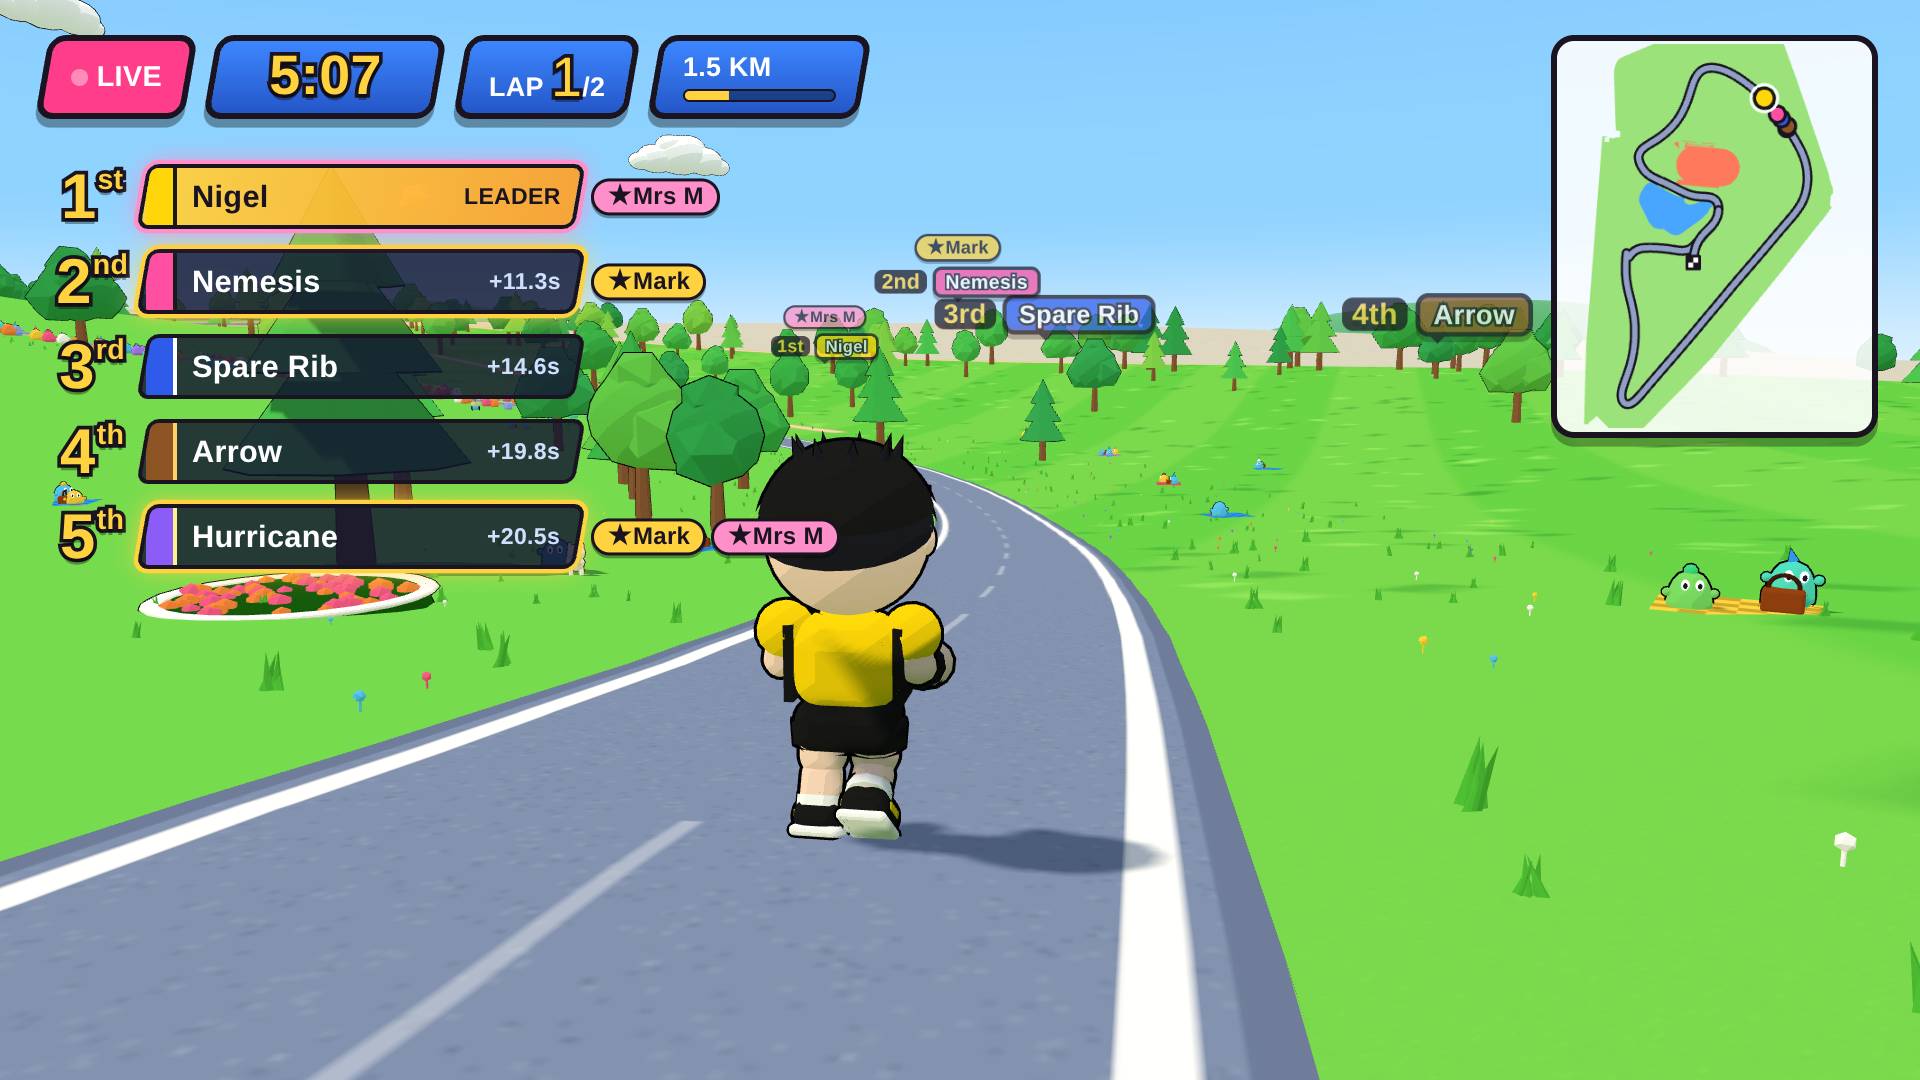 LIVE
5:07
LAP 1/2
1.5 KM
1st Nigel LEADER ★Mrs M
2nd Nemesis +11.3s ★Mark
3rd Spare Rib +14.6s
4th Arrow +19.8s
5th Hurricane +20.5s ★Mark ★Mrs M
★Mark
2nd Nemesis
★Mrs M
3rd Spare Rib
4th Arrow
1st Nigel